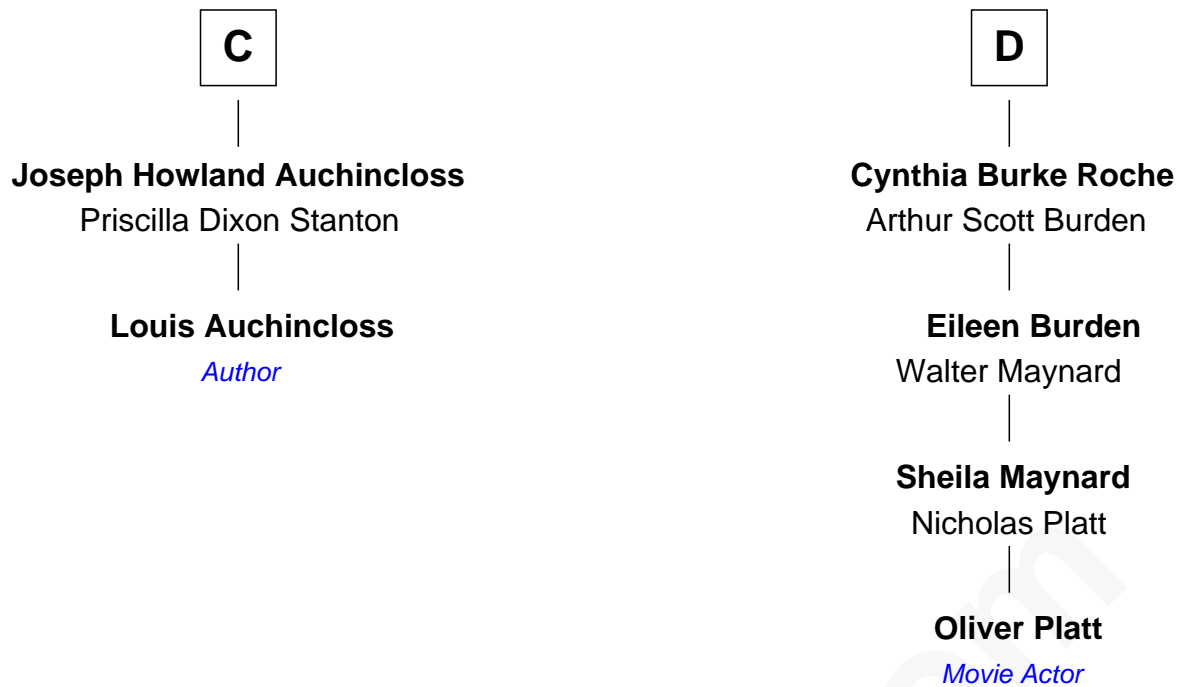 C
Joseph Howland Auchincloss
Priscilla Dixon Stanton
Louis Auchincloss
Author
D
Cynthia Burke Roche
Arthur Scott Burden
Eileen Burden
Walter Maynard
Sheila Maynard
Nicholas Platt
Oliver Platt
Movie Actor
om